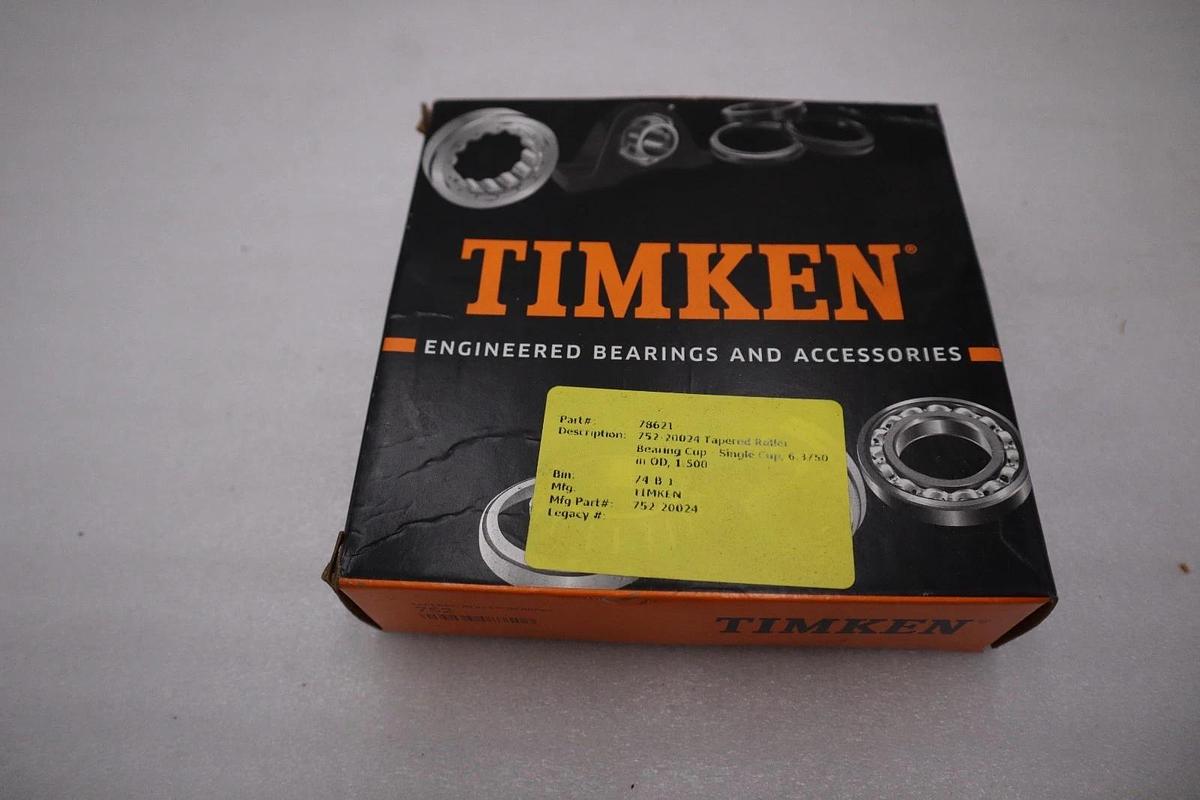 TIMKEN®
ENGINEERED BEARINGS AND ACCESSORIES
Part#: 78621
Description: 752-20024 Tapered Roller
Bearing Cup - Single Cup, 6.3750
in OD, 1.500
Bin: 74 B 1
Mfg: TIMKEN
Mfg Part#: 752 20024
Legacy #:
752
TIMKEN